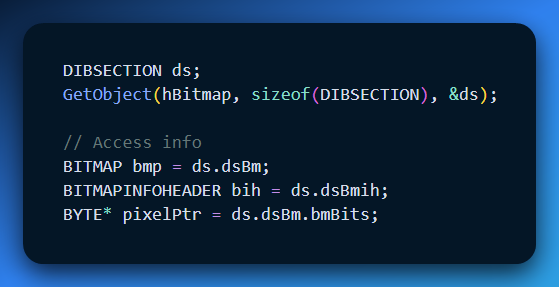 DIBSECTION ds;
GetObject(hBitmap, sizeof(DIBSECTION), &ds);

// Access info
BITMAP bmp = ds.dsBm;
BITMAPINFOHEADER bih = ds.dsBmih;
BYTE* pixelPtr = ds.dsBm.bmBits;